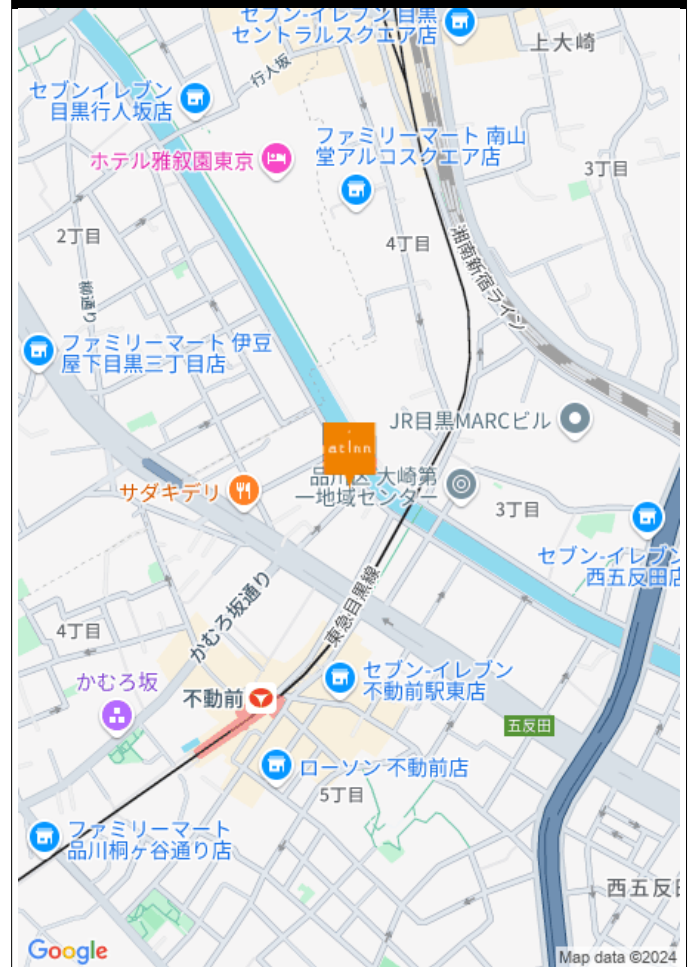 セブン-イレブン 目黒
セントラルスクエア店
上大崎
行人坂
セブンイレブン
目黒行人坂店
ファミリーマート 南山
堂アルコスクエア店
ホテル雅叙園東京
3丁目
2丁目
4丁目
湘南新宿ライン
柳通り
ファミリーマート 伊豆
屋下目黒三丁目店
JR目黒MARCビル
at Inn
品川区 大崎第
一地域センター
サダキデリ
3丁目
セブン-イレブン
西五反田店
東急目黒線
かむろ坂通り
4丁目
セブン-イレブン
不動前駅東店
かむろ坂
不動前
五反田
ローソン 不動前店
5丁目
ファミリーマート
品川桐ヶ谷通り店
西五反
Google
Map data ©2024